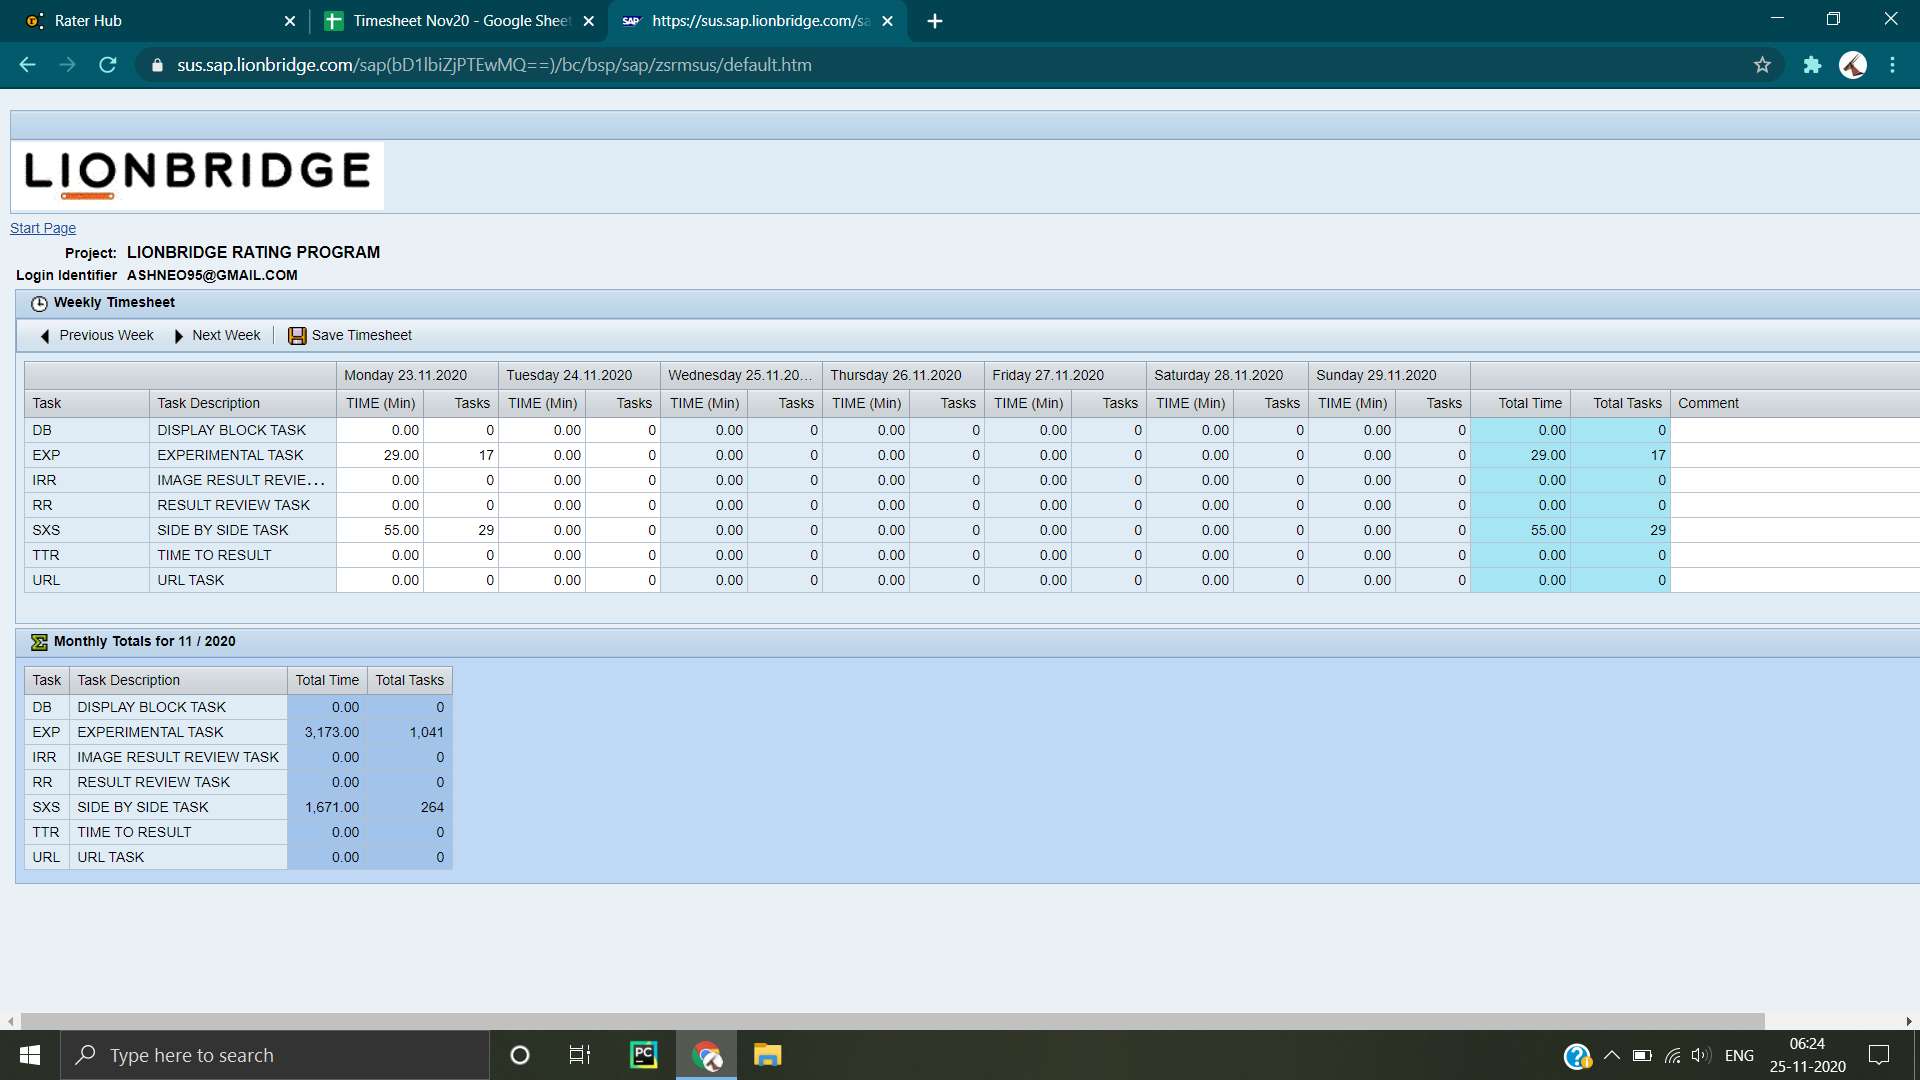 Rater Hub
Timesheet Nov20 - Google Sheet
SAP https://sus.sap.lionbridge.com/sa
sus.sap.lionbridge.com/sap(bD1lbiZjPTEwMQ==)/bc/bsp/sap/zsrmsus/default.htm
LIONBRIDGE
Start Page
Project: LIONBRIDGE RATING PROGRAM
Login Identifier ASHNEO95@GMAIL.COM
Weekly Timesheet
Previous Week Next Week Save Timesheet
Monday 23.11.2020 Tuesday 24.11.2020 Wednesday 25.11.20... Thursday 26.11.2020 Friday 27.11.2020 Saturday 28.11.2020 Sunday 29.11.2020
Task Task Description TIME (Min) Tasks TIME (Min) Tasks TIME (Min) Tasks TIME (Min) Tasks TIME (Min) Tasks TIME (Min) Tasks TIME (Min) Tasks Total Time Total Tasks Comment
DB DISPLAY BLOCK TASK 0.00 0 0.00 0 0.00 0 0.00 0 0.00 0 0.00 0 0.00 0 0.00 0
EXP EXPERIMENTAL TASK 29.00 17 0.00 0 0.00 0 0.00 0 0.00 0 0.00 0 0.00 0 29.00 17
IRR IMAGE RESULT REVIE... 0.00 0 0.00 0 0.00 0 0.00 0 0.00 0 0.00 0 0.00 0 0.00 0
RR RESULT REVIEW TASK 0.00 0 0.00 0 0.00 0 0.00 0 0.00 0 0.00 0 0.00 0 0.00 0
SXS SIDE BY SIDE TASK 55.00 29 0.00 0 0.00 0 0.00 0 0.00 0 0.00 0 0.00 0 55.00 29
TTR TIME TO RESULT 0.00 0 0.00 0 0.00 0 0.00 0 0.00 0 0.00 0 0.00 0 0.00 0
URL URL TASK 0.00 0 0.00 0 0.00 0 0.00 0 0.00 0 0.00 0 0.00 0 0.00 0
Monthly Totals for 11 / 2020
Task Task Description Total Time Total Tasks
DB DISPLAY BLOCK TASK 0.00 0
EXP EXPERIMENTAL TASK 3,173.00 1,041
IRR IMAGE RESULT REVIEW TASK 0.00 0
RR RESULT REVIEW TASK 0.00 0
SXS SIDE BY SIDE TASK 1,671.00 264
TTR TIME TO RESULT 0.00 0
URL URL TASK 0.00 0
Type here to search
PC
ENG
06:24
25-11-2020